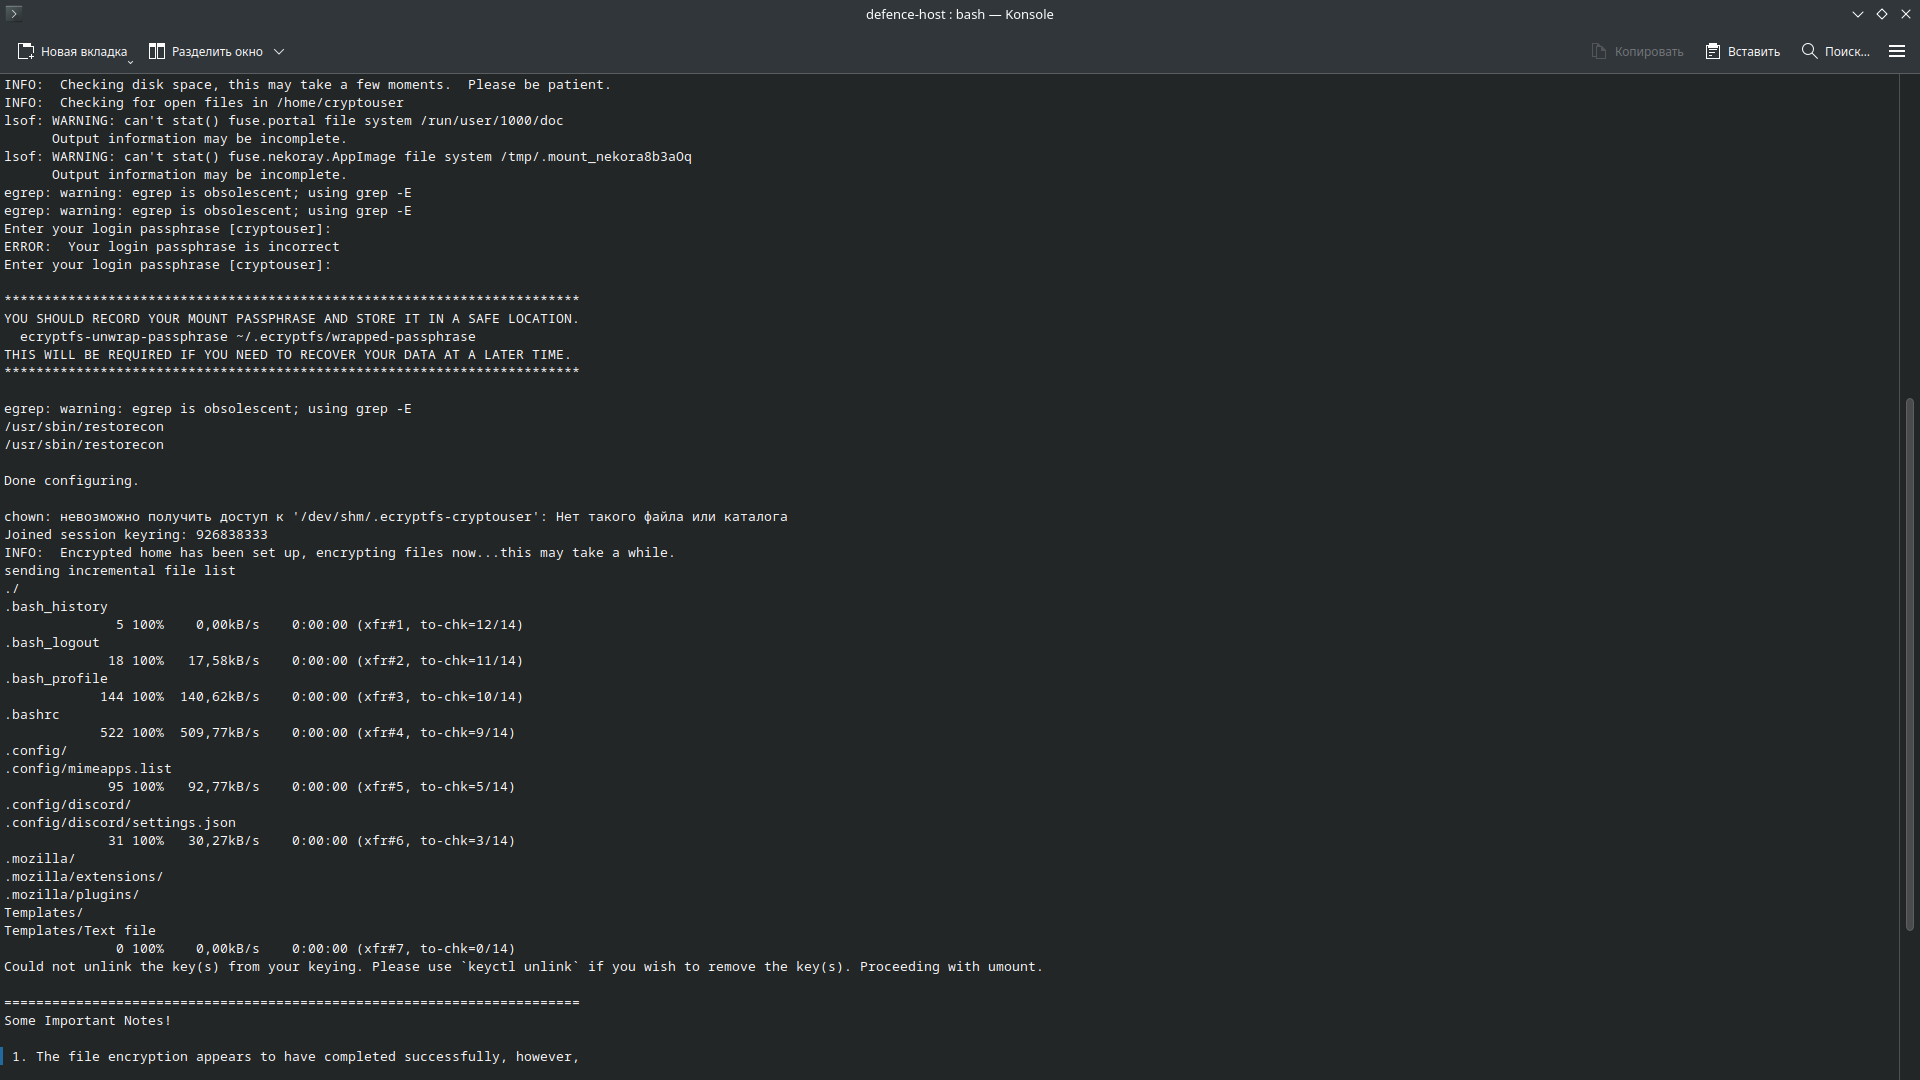 defence-host : bash — Konsole
Новая вкладка
Разделить окно
Копировать
Вставить
Поиск...
INFO:  Checking disk space, this may take a few moments.  Please be patient.
INFO:  Checking for open files in /home/cryptouser
lsof: WARNING: can't stat() fuse.portal file system /run/user/1000/doc
      Output information may be incomplete.
lsof: WARNING: can't stat() fuse.nekoray.AppImage file system /tmp/.mount_nekora8b3aOq
      Output information may be incomplete.
egrep: warning: egrep is obsolescent; using grep -E
egrep: warning: egrep is obsolescent; using grep -E
Enter your login passphrase [cryptouser]:
ERROR:  Your login passphrase is incorrect
Enter your login passphrase [cryptouser]:
************************************************************************
YOU SHOULD RECORD YOUR MOUNT PASSPHRASE AND STORE IT IN A SAFE LOCATION.
  ecryptfs-unwrap-passphrase ~/.ecryptfs/wrapped-passphrase
THIS WILL BE REQUIRED IF YOU NEED TO RECOVER YOUR DATA AT A LATER TIME.
************************************************************************
egrep: warning: egrep is obsolescent; using grep -E
/usr/sbin/restorecon
/usr/sbin/restorecon
Done configuring.
chown: невозможно получить доступ к '/dev/shm/.ecryptfs-cryptouser': Нет такого файла или каталога
Joined session keyring: 926838333
INFO:  Encrypted home has been set up, encrypting files now...this may take a while.
sending incremental file list
./
.bash_history
              5 100%    0,00kB/s    0:00:00 (xfr#1, to-chk=12/14)
.bash_logout
             18 100%   17,58kB/s    0:00:00 (xfr#2, to-chk=11/14)
.bash_profile
            144 100%  140,62kB/s    0:00:00 (xfr#3, to-chk=10/14)
.bashrc
            522 100%  509,77kB/s    0:00:00 (xfr#4, to-chk=9/14)
.config/
.config/mimeapps.list
             95 100%   92,77kB/s    0:00:00 (xfr#5, to-chk=5/14)
.config/discord/
.config/discord/settings.json
             31 100%   30,27kB/s    0:00:00 (xfr#6, to-chk=3/14)
.mozilla/
.mozilla/extensions/
.mozilla/plugins/
Templates/
Templates/Text file
              0 100%    0,00kB/s    0:00:00 (xfr#7, to-chk=0/14)
Could not unlink the key(s) from your keying. Please use `keyctl unlink` if you wish to remove the key(s). Proceeding with umount.
========================================================================
Some Important Notes!
 1. The file encryption appears to have completed successfully, however,